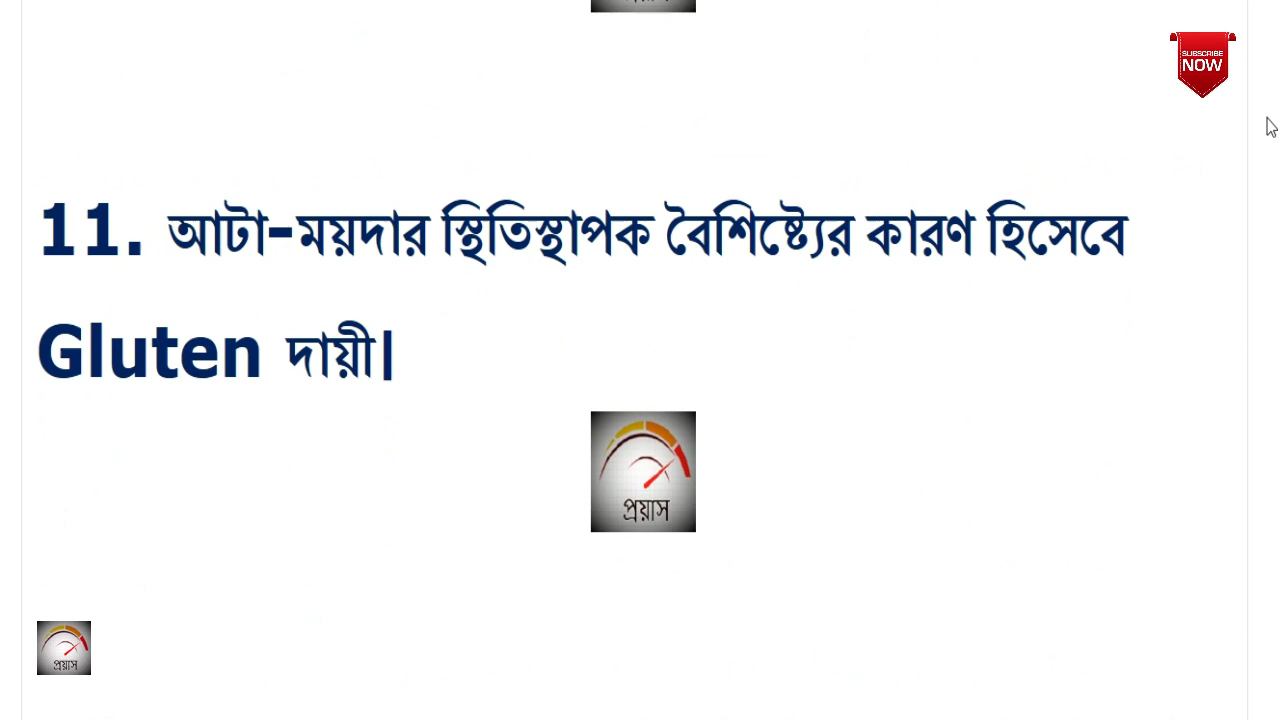 SUBSCRIBE
NOW
11. আটা-ময়দার স্থিতিস্থাপক বৈশিষ্ট্যের কারণ হিসেবে
Gluten দায়ী।
প্রয়াস
প্রয়াস